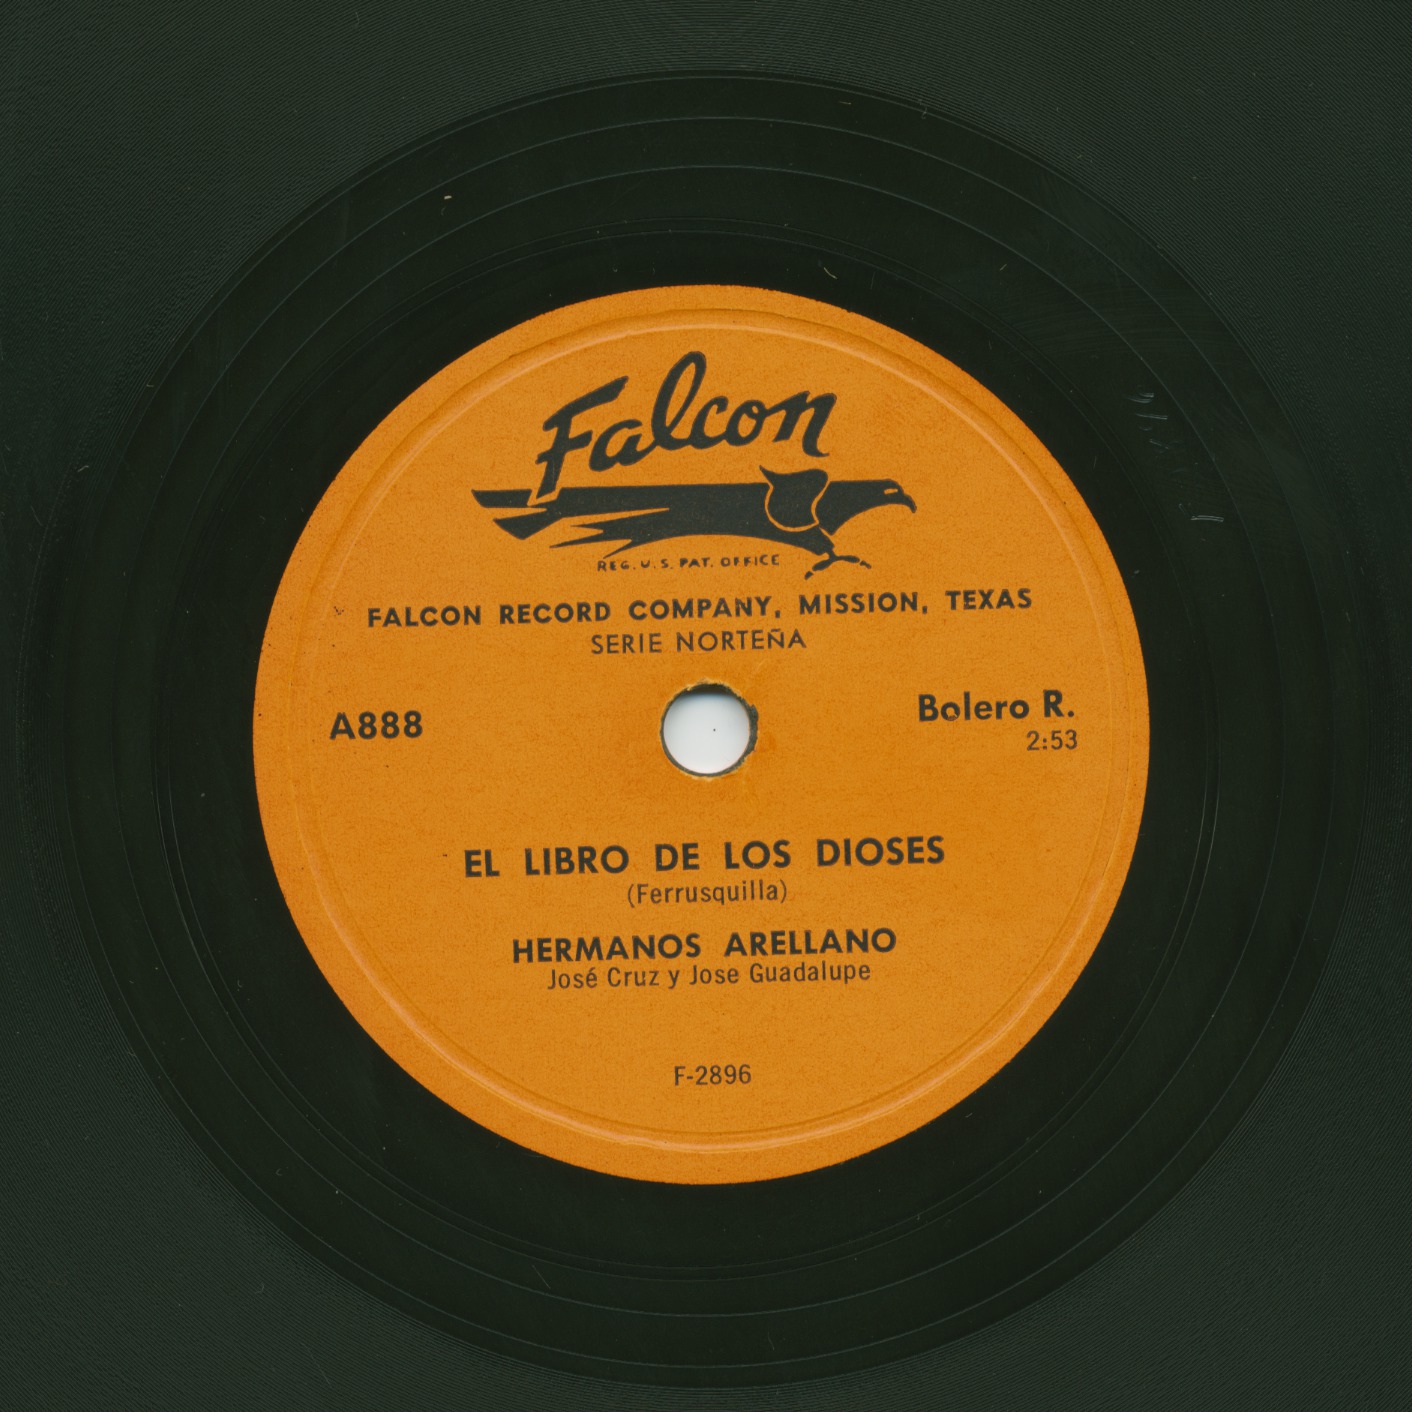 Falcon
REG. U.S. PAT. OFFICE
FALCON RECORD COMPANY, MISSION, TEXAS
SERIE NORTEÑA
A888
Bolero R.
2:53
EL LIBRO DE LOS DIOSES
(Ferrusquilla)
HERMANOS ARELLANO
José Cruz y Jose Guadalupe
F-2896